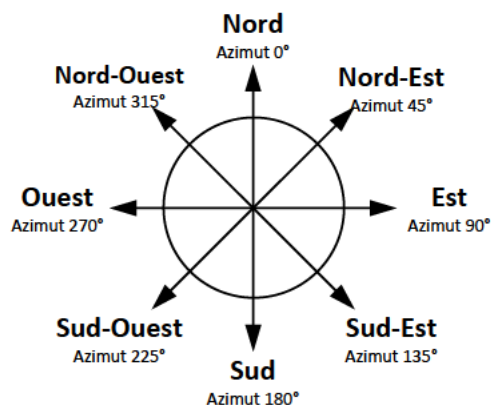 Nord
Azimut 0°
Nord-Ouest
Azimut 315°
Nord-Est
Azimut 45°
Ouest
Azimut 270°
Est
Azimut 90°
Sud-Ouest
Azimut 225°
Sud-Est
Azimut 135°
Sud
Azimut 180°